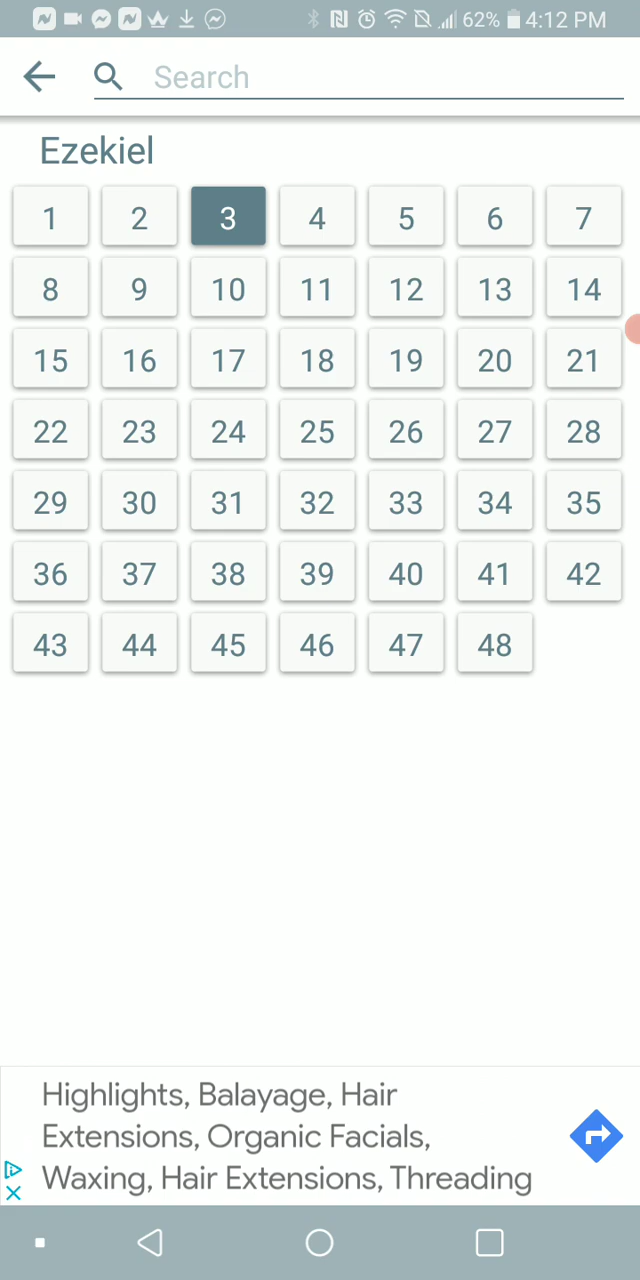 62% 4:12 PM
Search
Ezekiel
1 2 3 4 5 6 7
8 9 10 11 12 13 14
15 16 17 18 19 20 21
22 23 24 25 26 27 28
29 30 31 32 33 34 35
36 37 38 39 40 41 42
43 44 45 46 47 48
Highlights, Balayage, Hair
Extensions, Organic Facials,
Waxing, Hair Extensions, Threading